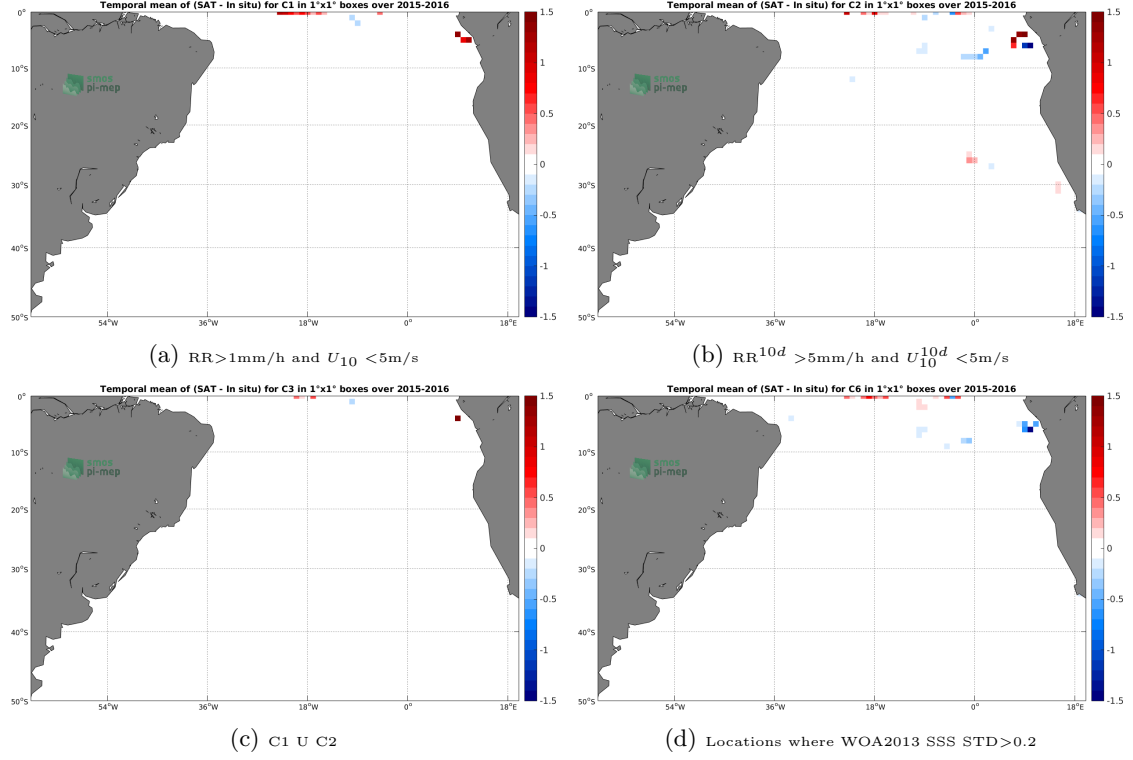 Temporal mean of (SAT - In situ) for C1 in 1°x1° boxes over 2015-2016
0°
10°S
20°S
30°S
40°S
50°S
54°W
36°W
18°W
0°
18°E
1.5
1
0.5
0
-0.5
-1
-1.5
smos
pi-mep
(a) RR>1mm/h and U10 <5m/s
Temporal mean of (SAT - In situ) for C2 in 1°x1° boxes over 2015-2016
0°
10°S
20°S
30°S
40°S
50°S
54°W
36°W
18°W
0°
18°E
1.5
1
0.5
0
-0.5
-1
-1.5
smos
pi-mep
(b) RR^10d >5mm/h and U10^10d <5m/s
Temporal mean of (SAT - In situ) for C3 in 1°x1° boxes over 2015-2016
0°
10°S
20°S
30°S
40°S
50°S
54°W
36°W
18°W
0°
18°E
1.5
1
0.5
0
-0.5
-1
-1.5
smos
pi-mep
(c) C1 U C2
Temporal mean of (SAT - In situ) for C6 in 1°x1° boxes over 2015-2016
0°
10°S
20°S
30°S
40°S
50°S
54°W
36°W
18°W
0°
18°E
1.5
1
0.5
0
-0.5
-1
-1.5
smos
pi-mep
(d) Locations where WOA2013 SSS STD>0.2